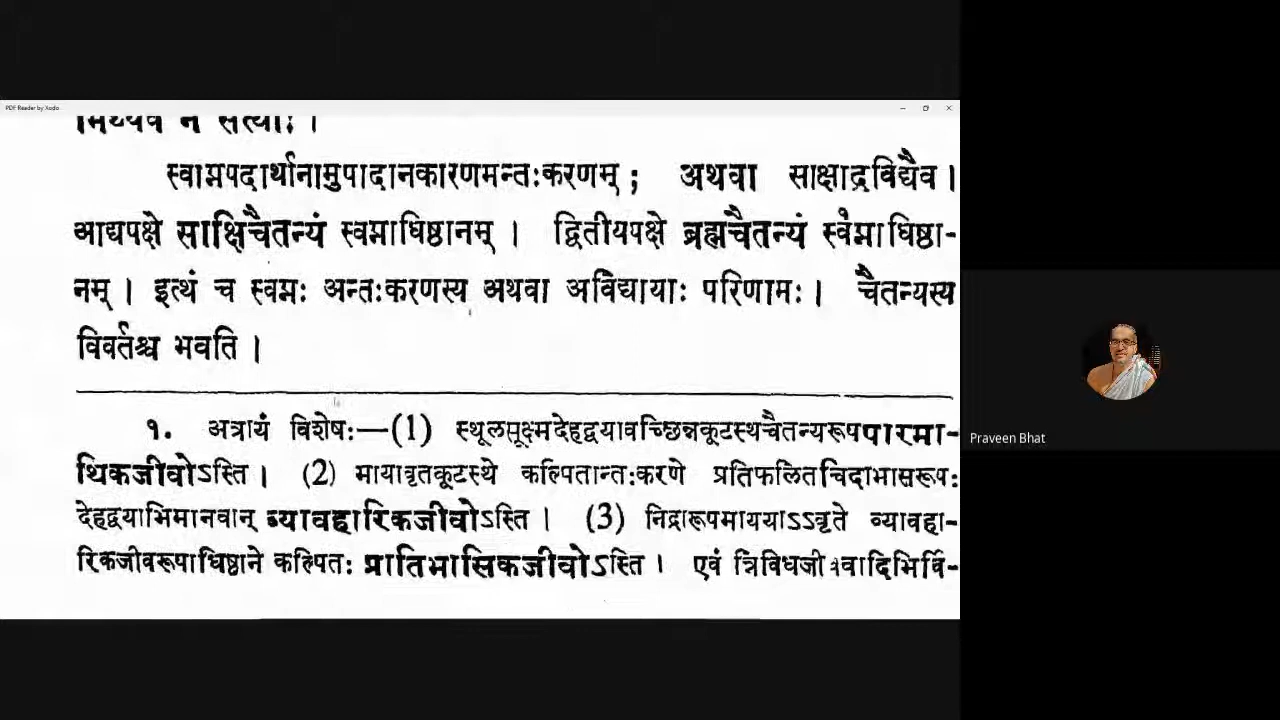 PDF Reader by Xodo
मिथ्यैव न सत्याः ।
स्वाप्नपदार्थानामुपादानकारणमन्तःकरणम् ; अथवा साक्षादविद्यैव ।
आद्यपक्षे साक्षिचैतन्यं स्वप्नाधिष्ठानम् । द्वितीयपक्षे ब्रह्मचैतन्यं स्वप्नाधिष्ठा-
नम् । इत्थं च स्वप्नः अन्तःकरणस्य अथवा अविद्यायाः परिणामः । चैतन्यस्य
विवर्तश्च भवति ।
१. अत्रायं विशेषः—(1) स्थूलसूक्ष्मदेहद्वयावच्छिन्नकूटस्थचैतन्यरूपपारमा-
र्थिकजीवोऽस्ति । (2) मायावृतकूटस्थे कल्पितान्तःकरणे प्रतिफलितचिदाभासरूपः
देहद्वयाभिमानवान् व्यावहारिकजीवोऽस्ति । (3) निद्रारूपमाययाऽऽवृते व्यावहा-
रिकजीवरूपाधिष्ठाने कल्पितः प्रातिभासिकजीवोऽस्ति । एवं त्रिविधजीववादिभिर्वि-
Praveen Bhat